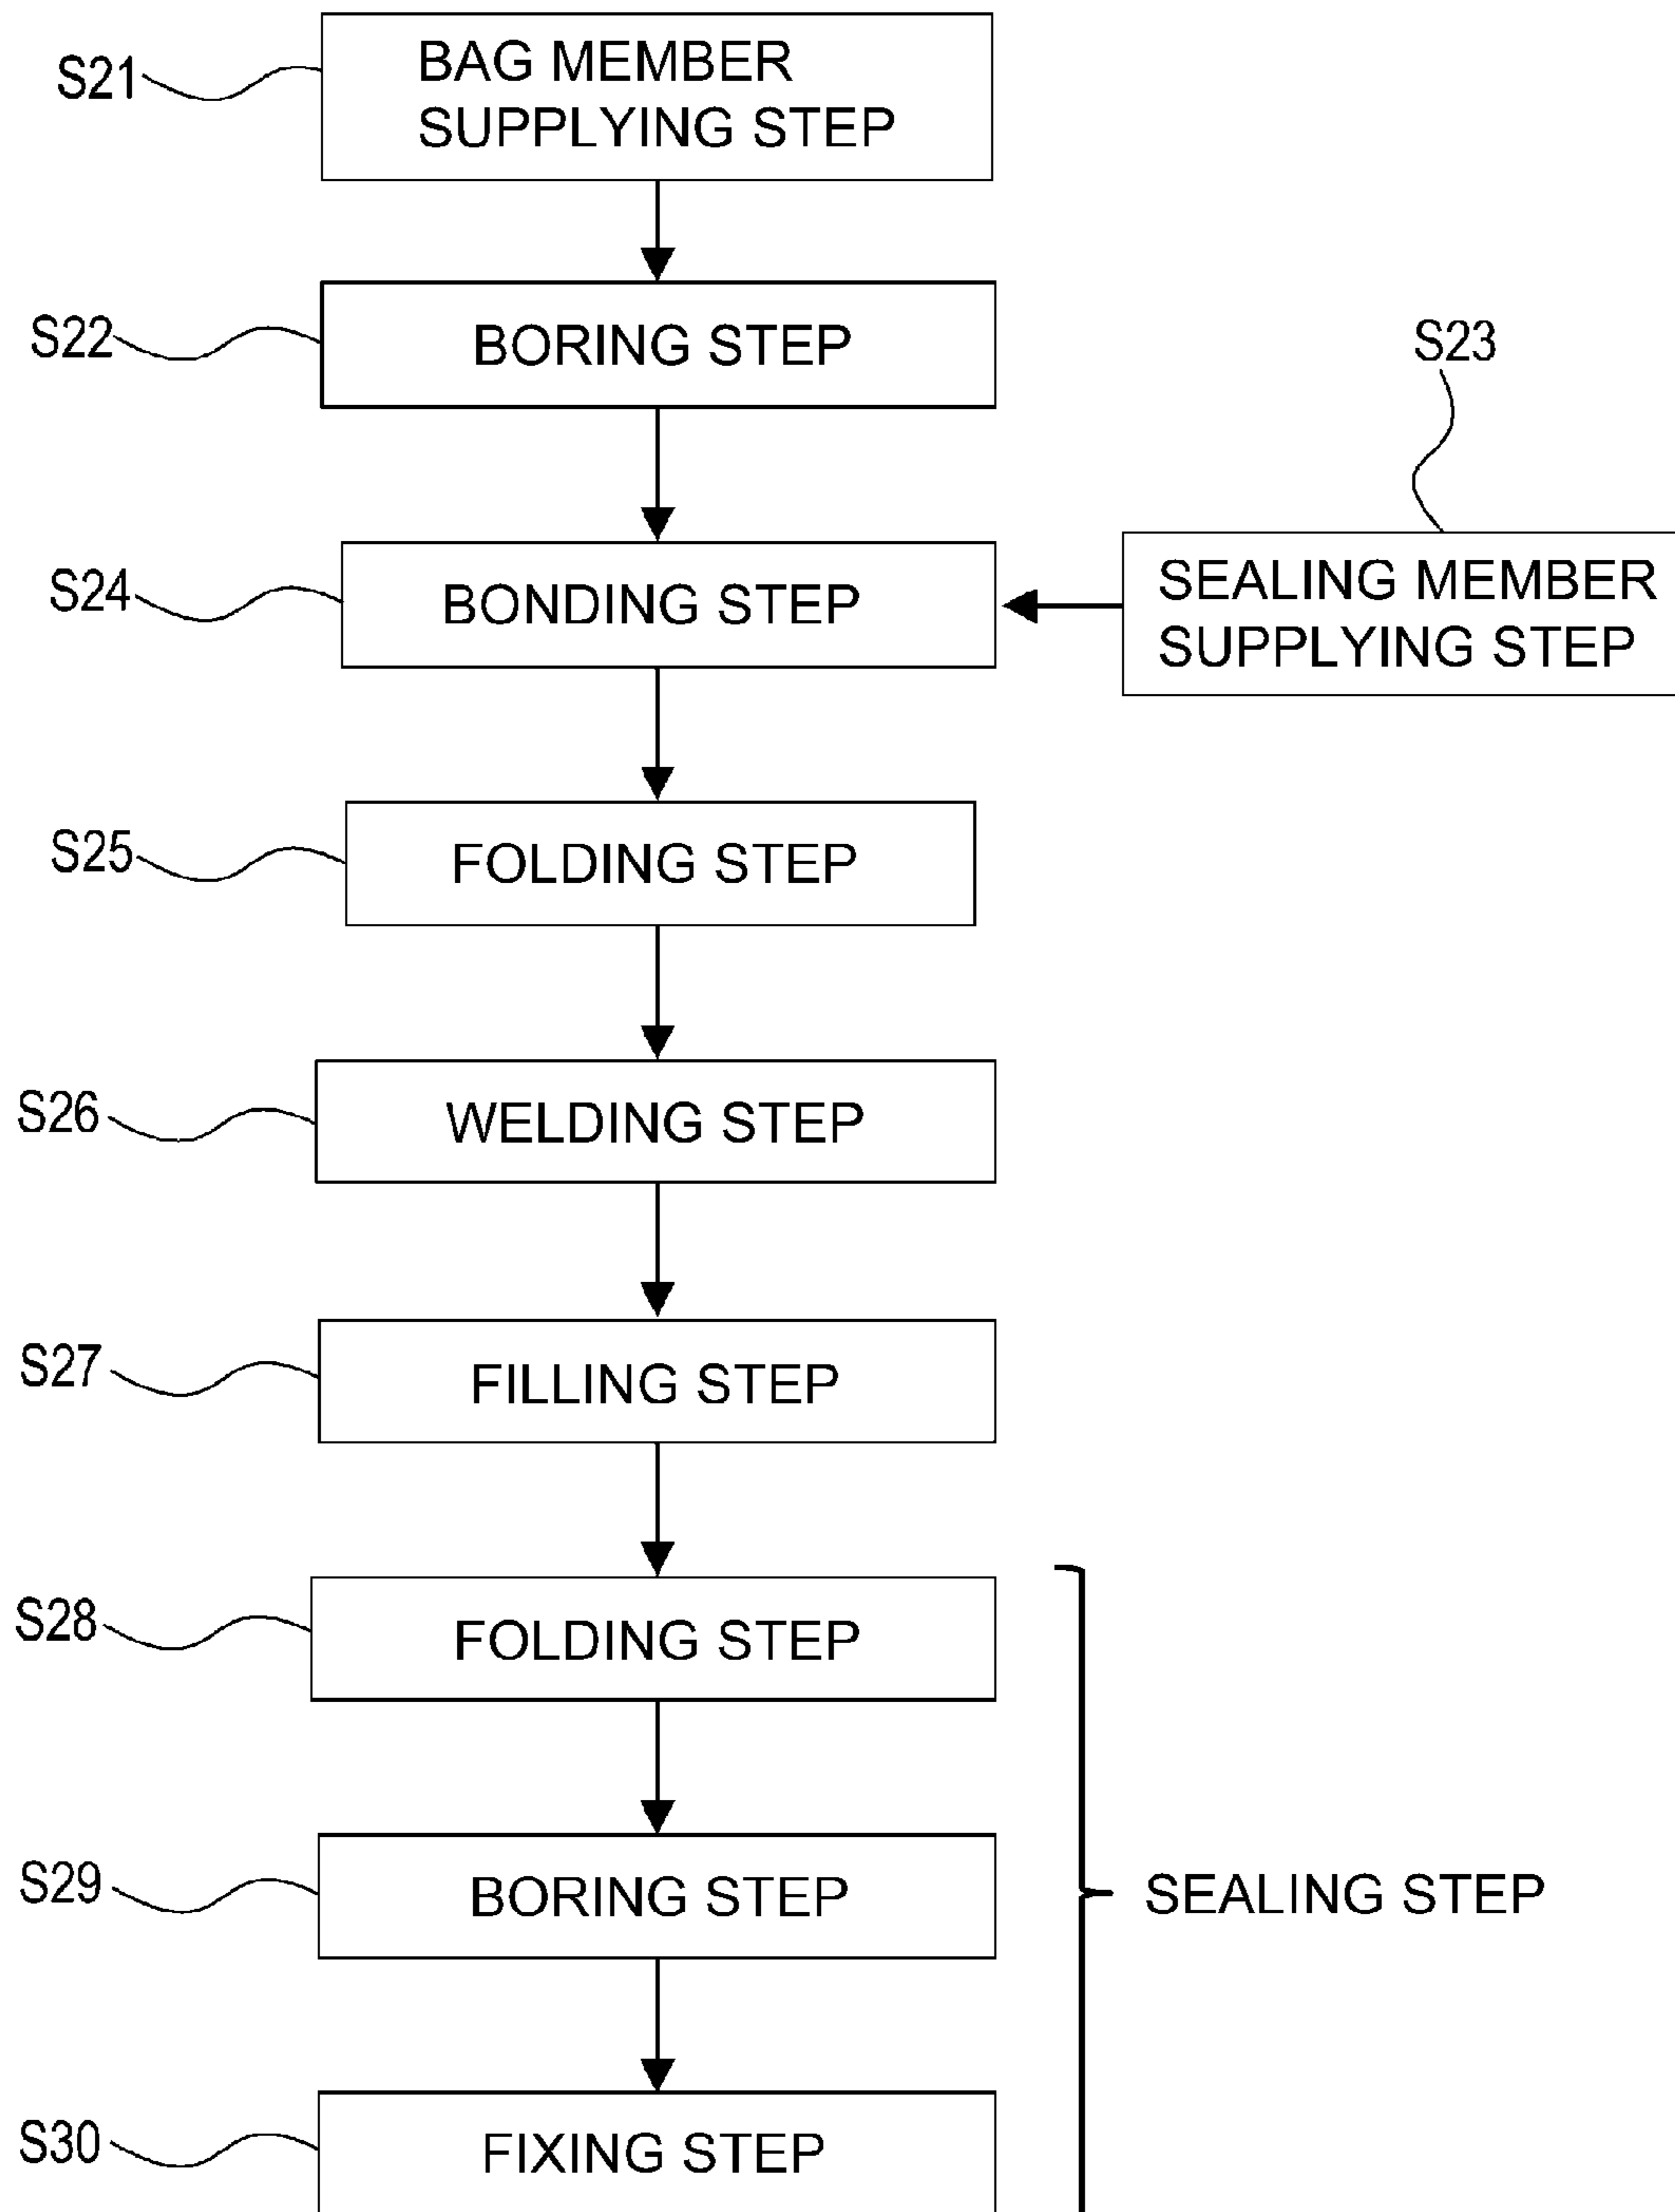 S21
BAG MEMBER
SUPPLYING STEP
S22
BORING STEP
S23
S24
BONDING STEP
SEALING MEMBER
SUPPLYING STEP
S25
FOLDING STEP
S26
WELDING STEP
S27
FILLING STEP
S28
FOLDING STEP
S29
BORING STEP
SEALING STEP
S30
FIXING STEP